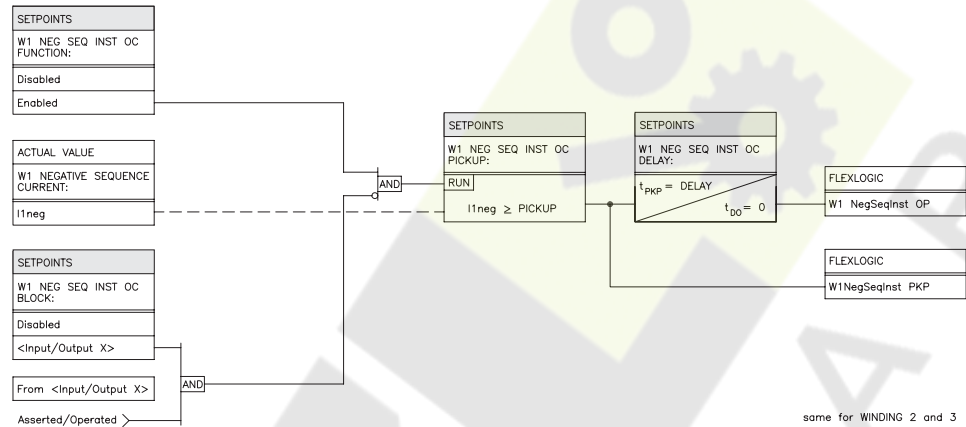 SETPOINTS
W1 NEG SEQ INST OC
FUNCTION:
Disabled
Enabled
ACTUAL VALUE
W1 NEGATIVE SEQUENCE
CURRENT:
I1neg
SETPOINTS
W1 NEG SEQ INST OC
BLOCK:
Disabled
<Input/Output X>
From <Input/Output X>
Asserted/Operated
AND
AND
SETPOINTS
W1 NEG SEQ INST OC
PICKUP:
RUN
I1neg ≥ PICKUP
SETPOINTS
W1 NEG SEQ INST OC
DELAY:
tPKP= DELAY
tDO= 0
FLEXLOGIC
W1 NegSeqInst OP
FLEXLOGIC
W1NegSeqInst PKP
same for WINDING 2 and 3